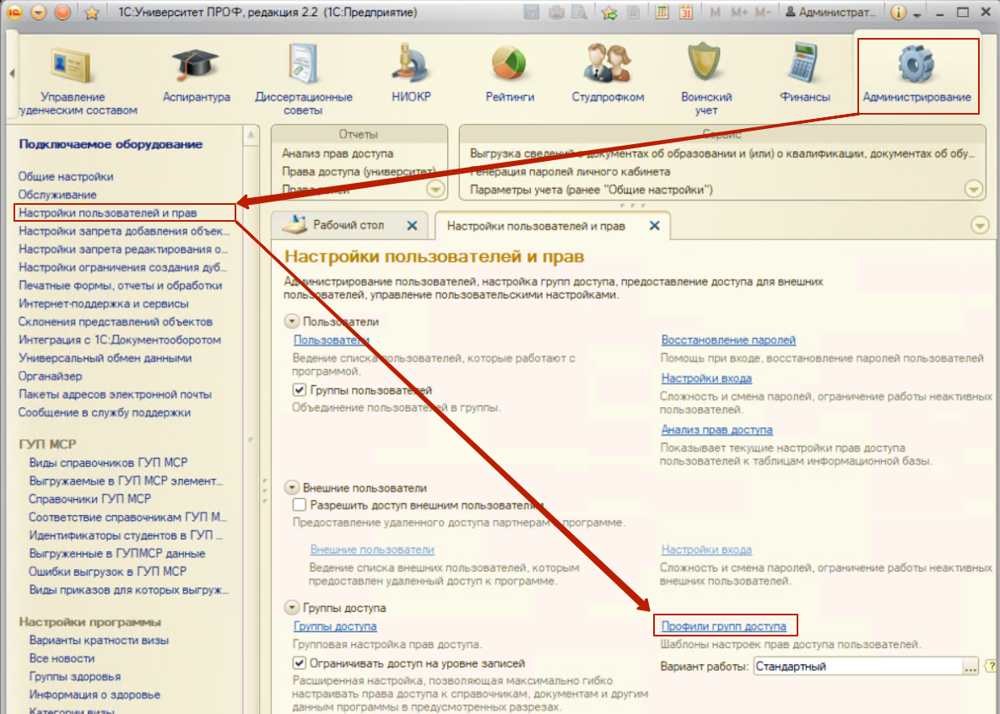 1С:Университет ПРОФ, редакция 2.2 (1С:Предприятие)
M M+ M- Администрат...
31
Управление
уденческим составом
Аспирантура
Диссертационные
советы
НИОКР
Рейтинги
Студпрофком
Воинский
учет
Финансы
Администрирование
Подключаемое оборудование
Общие настройки
Обслуживание
Настройки пользователей и прав
Настройки запрета добавления объек...
Настройки запрета редактирования о...
Настройки ограничения создания дуб...
Печатные формы, отчеты и обработки
Интернет-поддержка и сервисы
Склонения представлений объектов
Интеграция с 1С:Документооборотом
Универсальный обмен данными
Органайзер
Пакеты адресов электронной почты
Сообщение в службу поддержки
ГУП МСР
Виды справочников ГУП МСР
Выгружаемые в ГУП МСР элемент...
Справочники ГУП МСР
Соответствие справочникам ГУП М...
Идентификаторы студентов в ГУП ...
Выгруженные в ГУПМСР данные
Ошибки выгрузок в ГУП МСР
Виды приказов для которых выгруж...
Настройки программы
Варианты кратности визы
Все новости
Группы здоровья
Информация о здоровье
Категории визы
Отчеты
Анализ прав доступа
Права доступа (университет)
Права ролей
Сервис
Выгрузка сведений о документах об образовании и (или) о квалификации, документах об обу...
Генерация паролей личного кабинета
Параметры учета (ранее "Общие настройки")
Рабочий стол
Настройки пользователей и прав
Настройки пользователей и прав
Администрирование пользователей, настройка групп доступа, предоставление доступа для внешних
пользователей, управление пользовательскими настройками.
Пользователи
Пользователи
Ведение списка пользователей, которые работают с
программой.
Группы пользователей
Объединение пользователей в группы.
Восстановление паролей
Помощь при входе, восстановление паролей пользователей
Настройки входа
Сложность и смена паролей, ограничение работы неактивных
пользователей.
Анализ прав доступа
Показывает текущие настройки прав доступа
пользователей к таблицам информационной базы.
Внешние пользователи
Разрешить доступ внешним пользователям
Предоставление удаленного доступа партнерам к программе.
Внешние пользователи
Ведение списка внешних пользователей, которым
предоставлен удаленный доступ к программе.
Настройки входа
Сложность и смена паролей, ограничение работы неактивных
внешних пользователей.
Группы доступа
Группы доступа
Групповая настройка прав доступа.
Ограничивать доступ на уровне записей
Расширенная настройка, позволяющая максимально гибко
настраивать права доступа к справочникам, документам и другим
данным программы в предусмотренных разрезах.
Профили групп доступа
Шаблоны настроек прав доступа пользователей.
Вариант работы: Стандартный ... ?